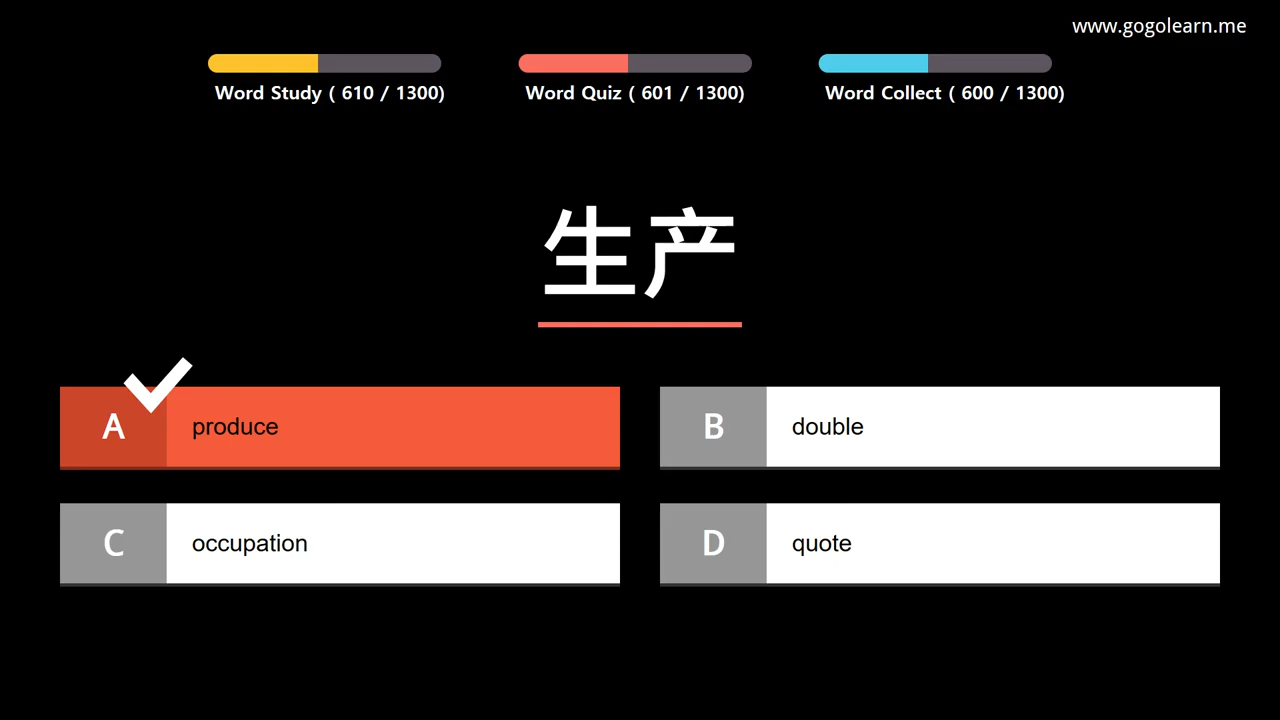 www.gogolearn.me
Word Study ( 610 / 1300)
Word Quiz ( 601 / 1300)
Word Collect ( 600 / 1300)
生产
A produce
B double
C occupation
D quote